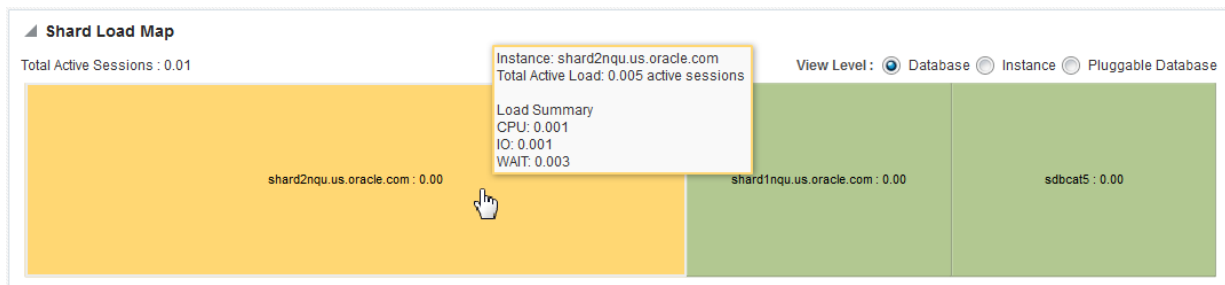 Shard Load Map
Total Active Sessions : 0.01
View Level : Database Instance Pluggable Database
Instance: shard2nqu.us.oracle.com
Total Active Load: 0.005 active sessions
Load Summary
CPU: 0.001
IO: 0.001
WAIT: 0.003
shard2nqu.us.oracle.com : 0.00
shard1nqu.us.oracle.com : 0.00
sdbcat5 : 0.00